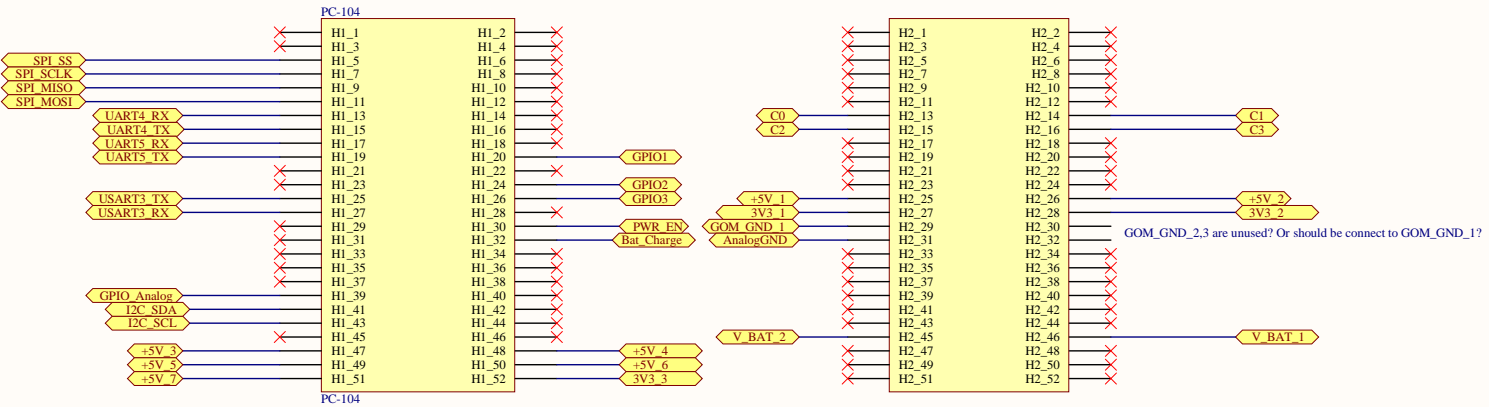 PC-104
H1_1 H1_2 H2_1 H2_2
H1_3 H1_4 H2_3 H2_4
SPI_SS H1_5 H1_6 H2_5 H2_6
SPI_SCLK H1_7 H1_8 H2_7 H2_8
SPI_MISO H1_9 H1_10 H2_9 H2_10
SPI_MOSI H1_11 H1_12 H2_11 H2_12
UART4_RX H1_13 H1_14 C0 H2_13 H2_14 C1
UART4_TX H1_15 H1_16 C2 H2_15 H2_16 C3
UART5_RX H1_17 H1_18 H2_17 H2_18
UART5_TX H1_19 H1_20 GPIO1 H2_19 H2_20
H1_21 H1_22 H2_21 H2_22
H1_23 H1_24 GPIO2 H2_23 H2_24
USART3_TX H1_25 H1_26 GPIO3 +5V_1 H2_25 H2_26 +5V_2
USART3_RX H1_27 H1_28 3V3_1 H2_27 H2_28 3V3_2
H1_29 H1_30 PWR_EN GOM_GND_1 H2_29 H2_30
H1_31 H1_32 Bat_Charge AnalogGND H2_31 H2_32 GOM_GND_2,3 are unused? Or should be connect to GOM_GND_1?
H1_33 H1_34 H2_33 H2_34
H1_35 H1_36 H2_35 H2_36
H1_37 H1_38 H2_37 H2_38
GPIO_Analog H1_39 H1_40 H2_39 H2_40
I2C_SDA H1_41 H1_42 H2_41 H2_42
I2C_SCL H1_43 H1_44 H2_43 H2_44
H1_45 H1_46 V_BAT_2 H2_45 H2_46 V_BAT_1
+5V_3 H1_47 H1_48 +5V_4 H2_47 H2_48
+5V_5 H1_49 H1_50 +5V_6 H2_49 H2_50
+5V_7 H1_51 H1_52 3V3_3 H2_51 H2_52
PC-104